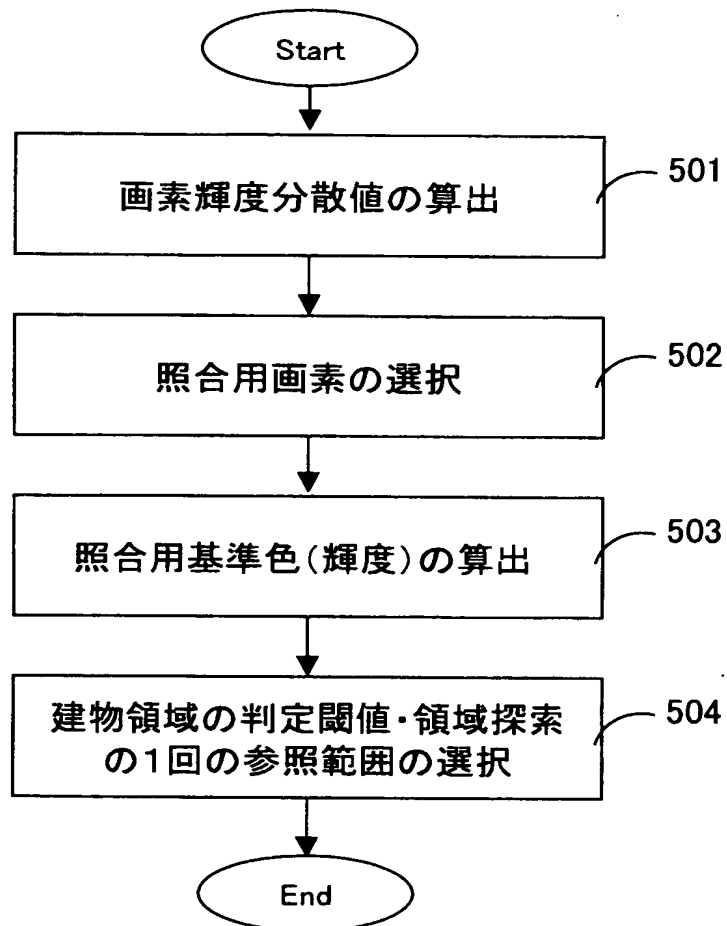 Start
画素輝度分散値の算出
501
照合用画素の選択
502
照合用基準色(輝度)の算出
503
建物領域の判定閾値・領域探索
の1回の参照範囲の選択
504
End